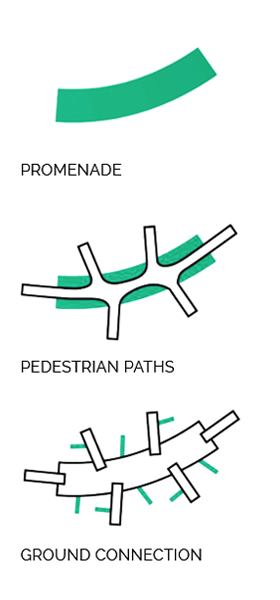 PROMENADE
PEDESTRIAN PATHS
GROUND CONNECTION